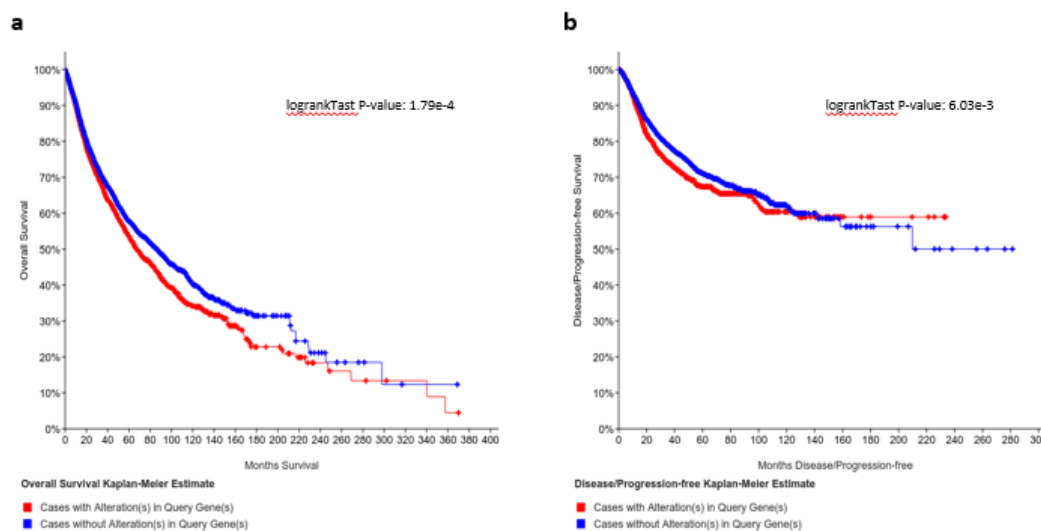 a
b
100%
90%
80%
70%
60%
50%
40%
30%
20%
10%
0%
Overall Survival
logrankTast P-value: 1.79e-4
0 20 40 60 80 100 120 140 160 180 200 220 240 260 280 300 320 340 360 380 400
Months Survival
Overall Survival Kaplan-Meier Estimate
Cases with Alteration(s) in Query Gene(s)
Cases without Alteration(s) in Query Gene(s)
100%
90%
80%
70%
60%
50%
40%
30%
20%
10%
0%
Disease/Progression-free Survival
logrankTast P-value: 6.03e-3
0 20 40 60 80 100 120 140 160 180 200 220 240 260 280 300
Months Disease/Progression-free
Disease/Progression-free Kaplan-Meier Estimate
Cases with Alteration(s) in Query Gene(s)
Cases without Alteration(s) in Query Gene(s)